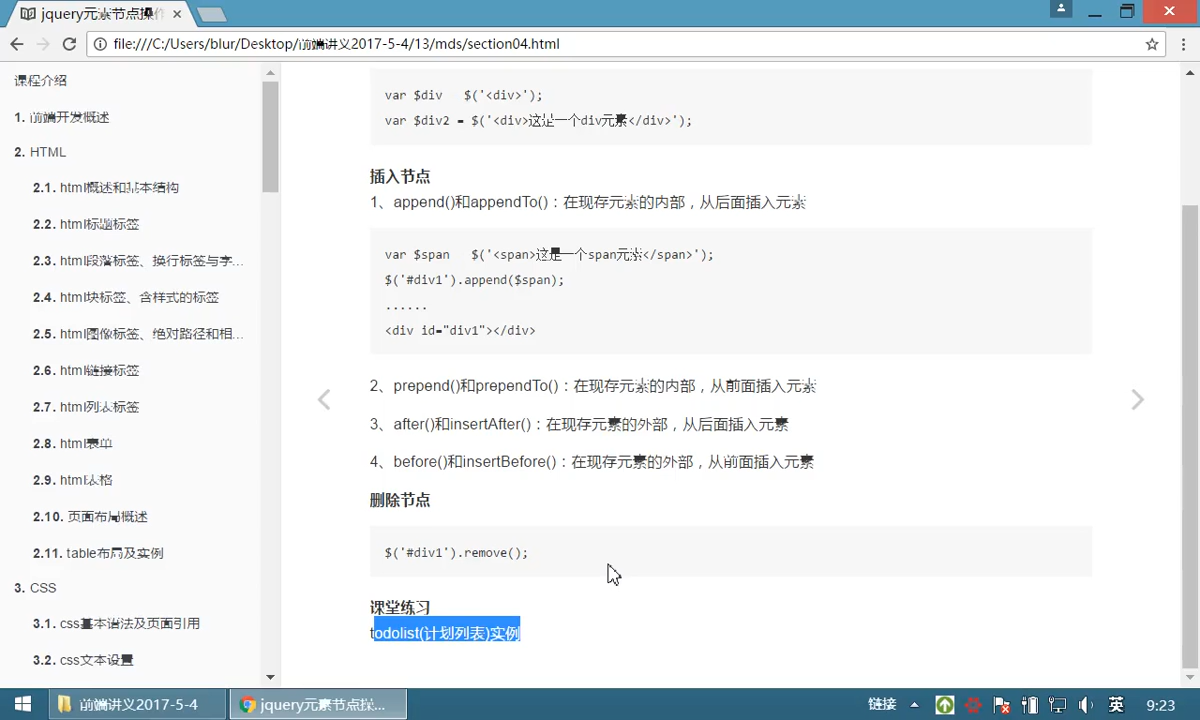 jquery元素节点操作
file:///C:/Users/blur/Desktop/前端讲义2017-5-4/13/mds/section04.html
课程介绍
1. 前端开发概述
2. HTML
2.1. html概述和基本结构
2.2. html标题标签
2.3. html段落标签、换行标签与字...
2.4. html块标签、含样式的标签
2.5. html图像标签、绝对路径和相...
2.6. html链接标签
2.7. html列表标签
2.8. html表单
2.9. html表格
2.10. 页面布局概述
2.11. table布局及实例
3. CSS
3.1. css基本语法及页面引用
3.2. css文本设置
var $div   $('<div>');
var $div2 = $('<div>这是一个div元素</div>');
插入节点
1、append()和appendTo()：在现存元素的内部，从后面插入元素
var $span   $('<span>这是一个span元素</span>');
$('#div1').append($span);
......
<div id="div1"></div>
2、prepend()和prependTo()：在现存元素的内部，从前面插入元素
3、after()和insertAfter()：在现存元素的外部，从后面插入元素
4、before()和insertBefore()：在现存元素的外部，从前面插入元素
删除节点
$('#div1').remove();
课堂练习
todolist(计划列表)实例
前端讲义2017-5-4
jquery元素节点操...
链接
英
9:23